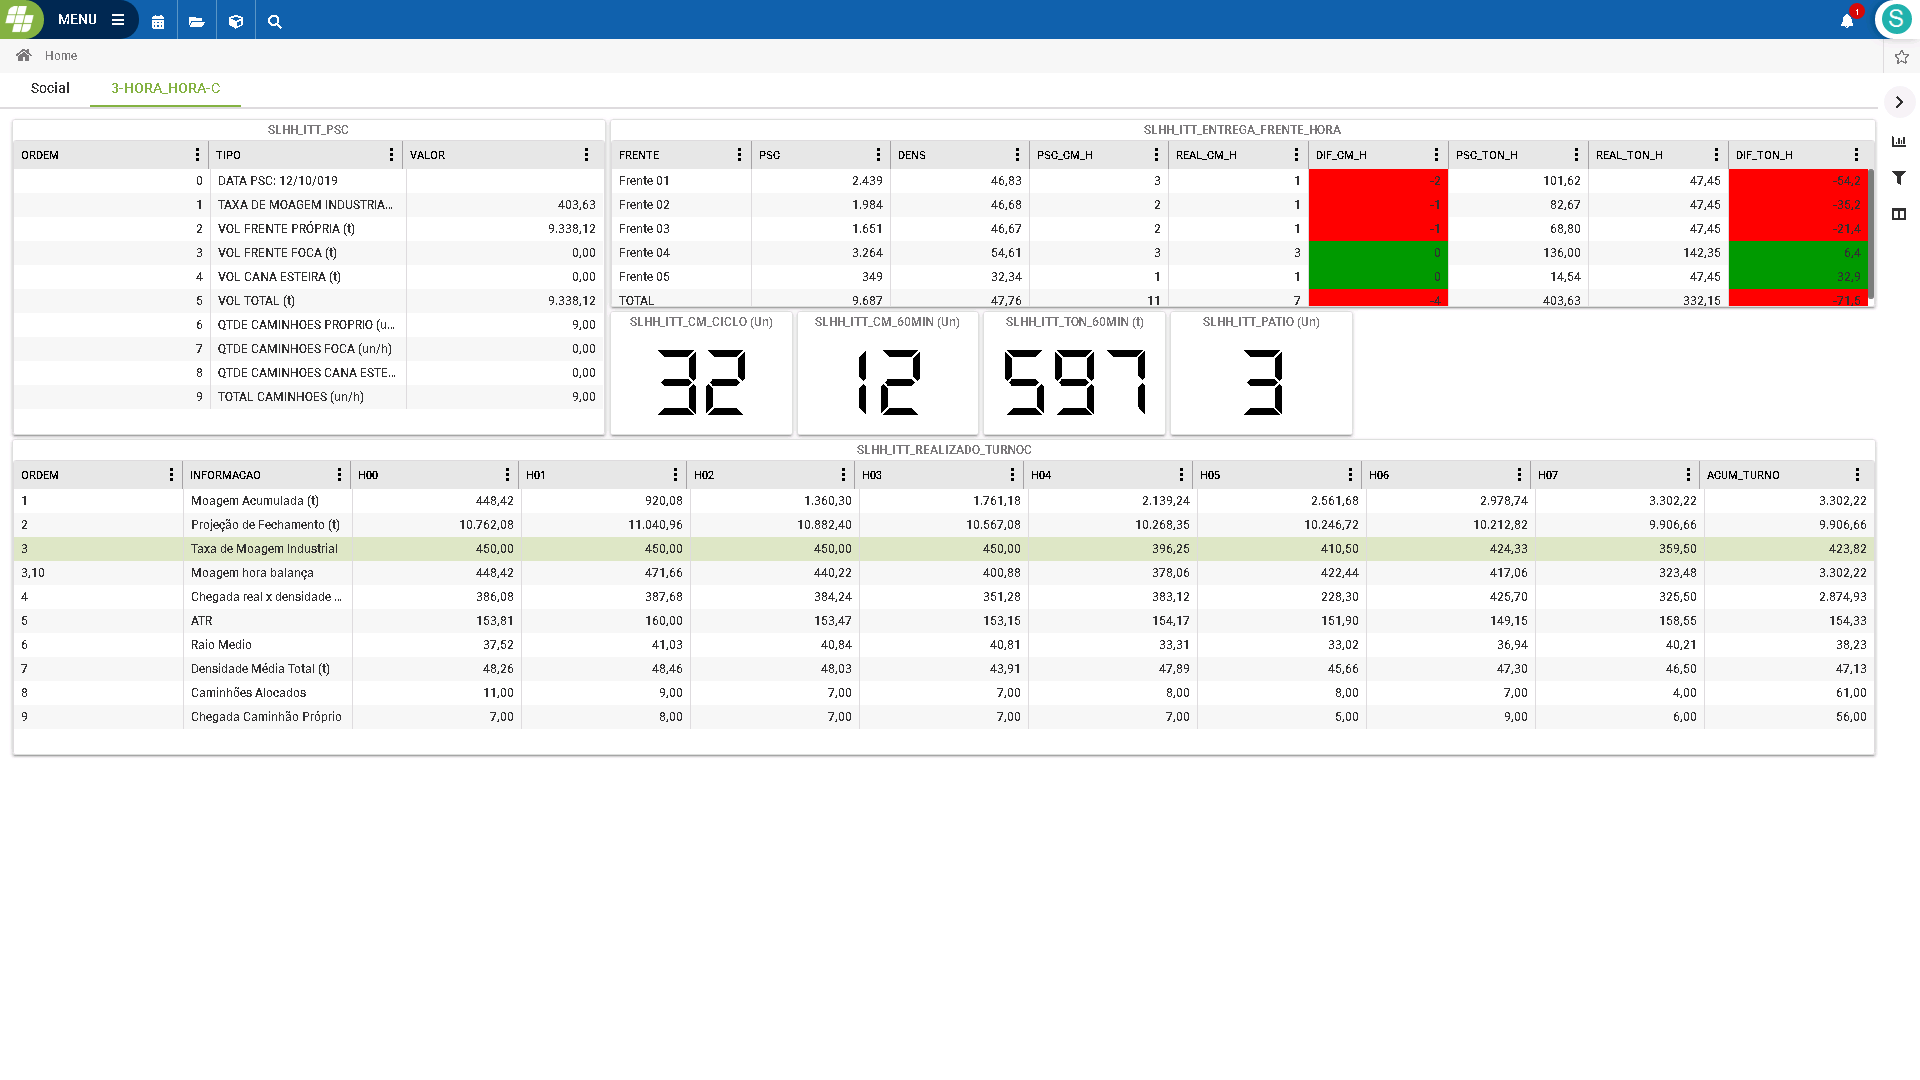 MENU
1
S
Home
Social 3-HORA_HORA-C
SLHH_ITT_PSC
ORDEM TIPO VALOR
0 DATA PSC: 12/10/019
1 TAXA DE MOAGEM INDUSTRIA... 403,63
2 VOL FRENTE PRÓPRIA (t) 9.338,12
3 VOL FRENTE FOCA (t) 0,00
4 VOL CANA ESTEIRA (t) 0,00
5 VOL TOTAL (t) 9.338,12
6 QTDE CAMINHOES PROPRIO (u... 9,00
7 QTDE CAMINHOES FOCA (un/h) 0,00
8 QTDE CAMINHOES CANA ESTE... 0,00
9 TOTAL CAMINHOES (un/h) 9,00
SLHH_ITT_ENTREGA_FRENTE_HORA
FRENTE PSC DENS PSC_CM_H REAL_CM_H DIF_CM_H PSC_TON_H REAL_TON_H DIF_TON_H
Frente 01 2.439 46,83 3 1 -2 101,62 47,45 -54,2
Frente 02 1.984 46,68 2 1 -1 82,67 47,45 -35,2
Frente 03 1.651 46,67 2 1 -1 68,80 47,45 -21,4
Frente 04 3.264 54,61 3 3 0 136,00 142,35 6,4
Frente 05 349 32,34 1 1 0 14,54 47,45 32,9
TOTAL 9.687 47,76 11 7 -4 403,63 332,15 -71,5
SLHH_ITT_CM_CICLO (Un) SLHH_ITT_CM_60MIN (Un) SLHH_ITT_TON_60MIN (t) SLHH_ITT_PATIO (Un)
32 12 597 3
SLHH_ITT_REALIZADO_TURNOC
ORDEM INFORMACAO H00 H01 H02 H03 H04 H05 H06 H07 ACUM_TURNO
1 Moagem Acumulada (t) 448,42 920,08 1.360,30 1.761,18 2.139,24 2.561,68 2.978,74 3.302,22 3.302,22
2 Projeção de Fechamento (t) 10.762,08 11.040,96 10.882,40 10.567,08 10.268,35 10.246,72 10.212,82 9.906,66 9.906,66
3 Taxa de Moagem Industrial 450,00 450,00 450,00 450,00 396,25 410,50 424,33 359,50 423,82
3,10 Moagem hora balança 448,42 471,66 440,22 400,88 378,06 422,44 417,06 323,48 3.302,22
4 Chegada real x densidade ... 386,08 387,68 384,24 351,28 383,12 228,30 425,70 325,50 2.874,93
5 ATR 153,81 160,00 153,47 153,15 154,17 151,90 149,15 158,55 154,33
6 Raio Medio 37,52 41,03 40,84 40,81 33,31 33,02 36,94 40,21 38,23
7 Densidade Média Total (t) 48,26 48,46 48,03 43,91 47,89 45,66 47,30 46,50 47,13
8 Caminhões Alocados 11,00 9,00 7,00 7,00 8,00 8,00 7,00 4,00 61,00
9 Chegada Caminhão Próprio 7,00 8,00 7,00 7,00 7,00 5,00 9,00 6,00 56,00